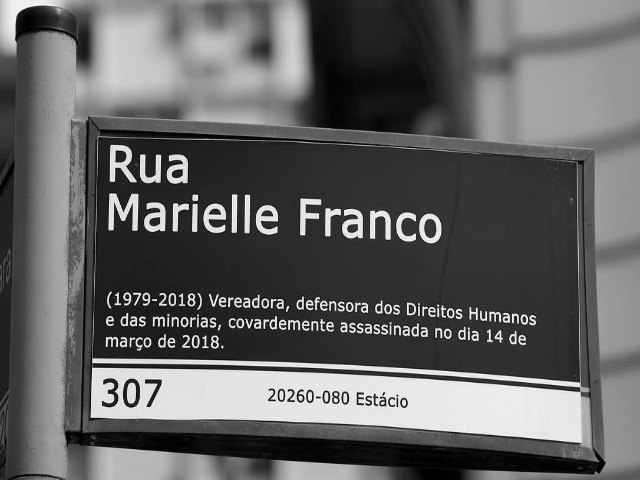 Rua
Marielle Franco
(1979-2018) Vereadora, defensora dos Direitos Humanos
e das minorias, covardemente assassinada no dia 14 de
março de 2018.
307
20260-080 Estácio